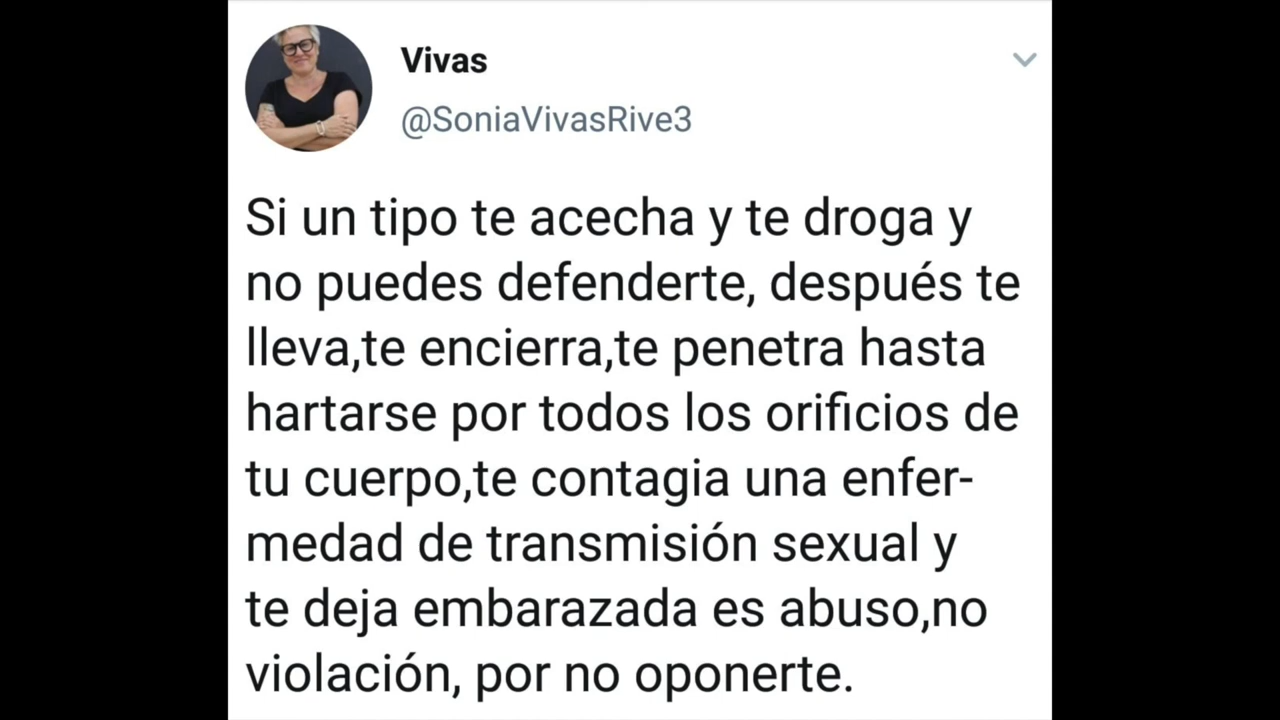 Vivas
@SoniaVivasRive3
Si un tipo te acecha y te droga y
no puedes defenderte, después te
lleva,te encierra,te penetra hasta
hartarse por todos los orificios de
tu cuerpo,te contagia una enfer-
medad de transmisión sexual y
te deja embarazada es abuso,no
violación, por no oponerte.